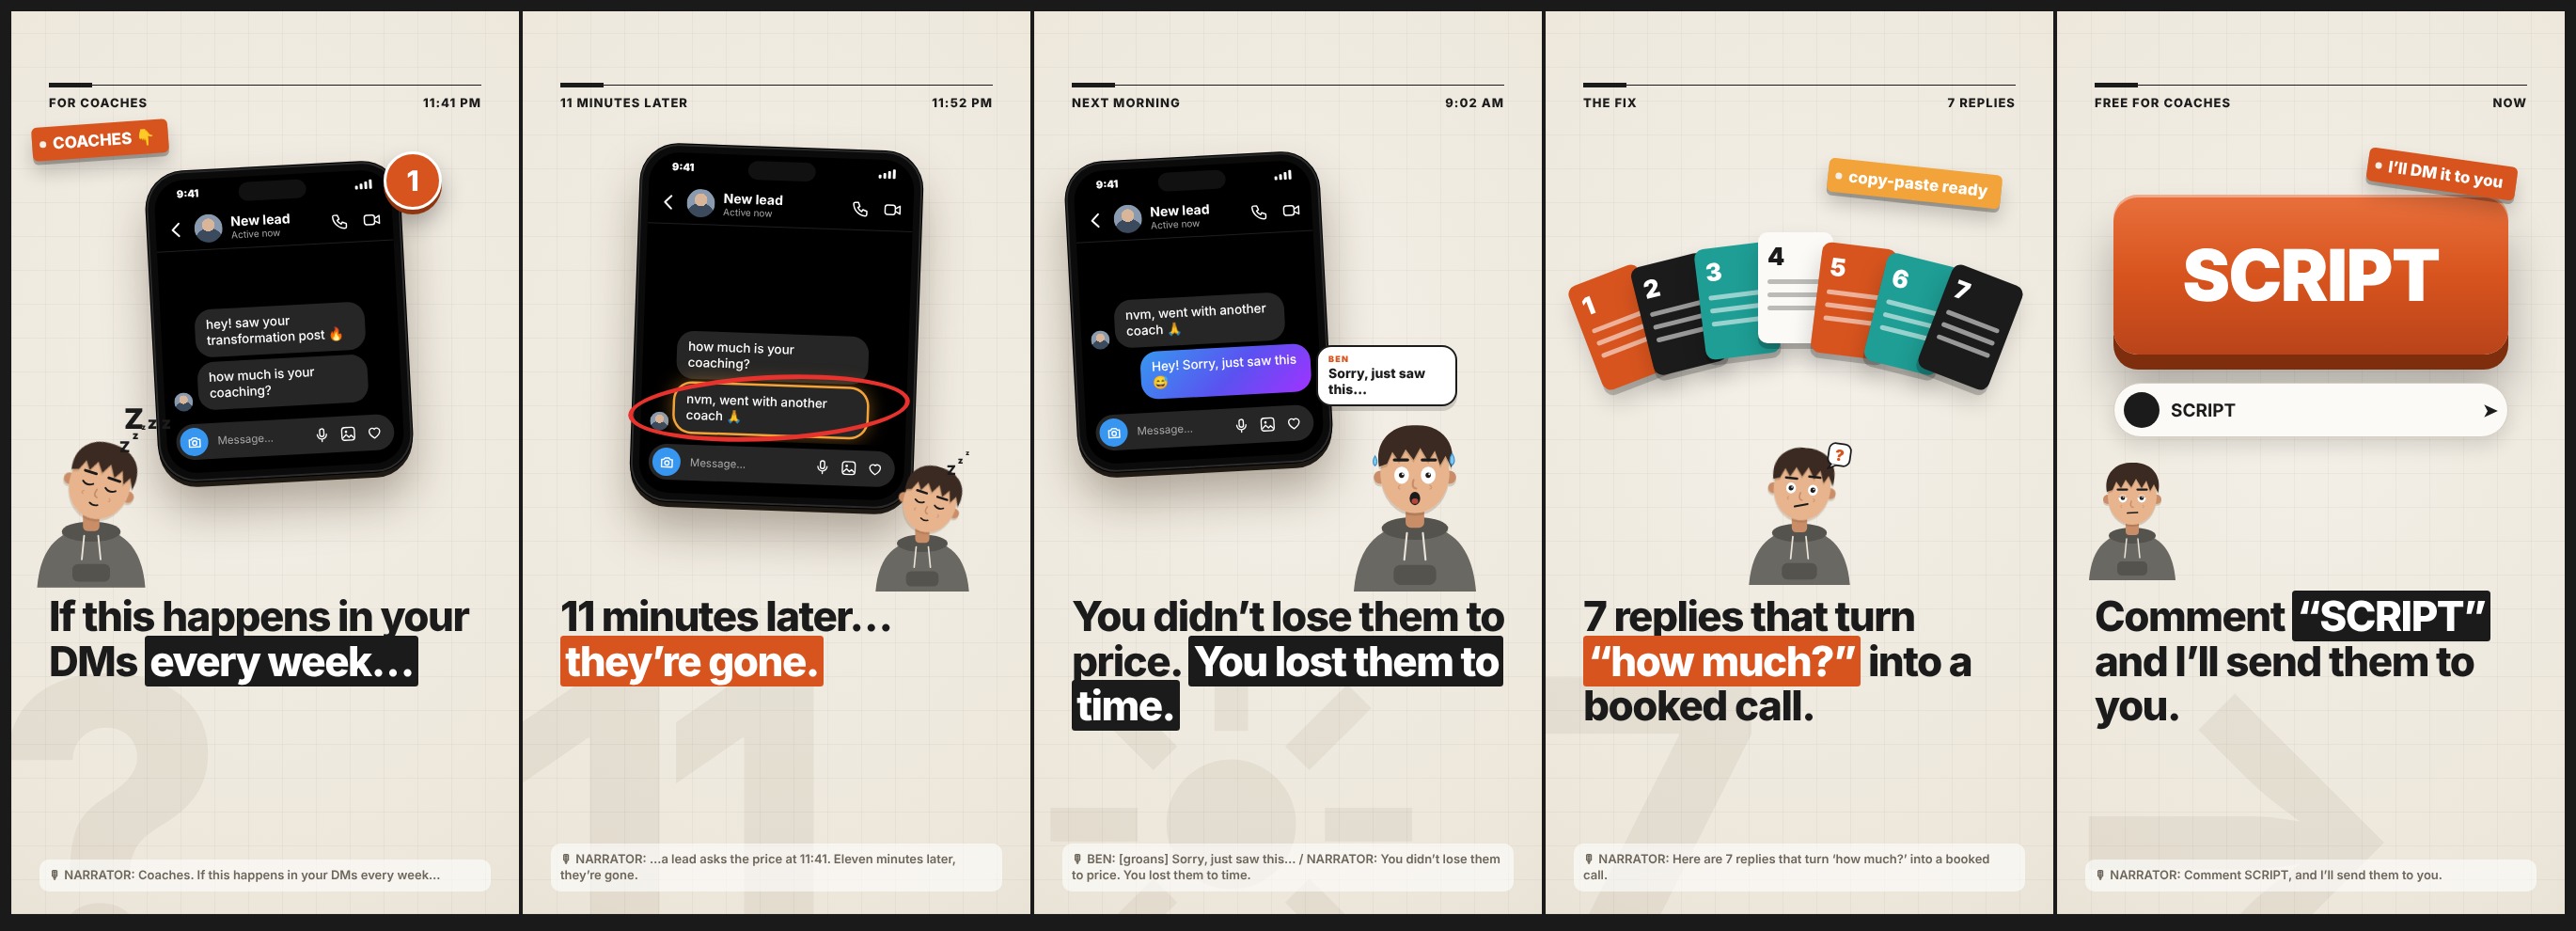 FOR COACHES
11:41 PM
COACHES 👇
1
9:41
New lead
Active now
hey! saw your
transformation post 🔥
how much is your
coaching?
Message...
Z z z z
z z
If this happens in your
DMs every week…
?
🎙 NARRATOR: Coaches. If this happens in your DMs every week…
11 MINUTES LATER
11:52 PM
9:41
New lead
Active now
how much is your
coaching?
nvm, went with another
coach 🙏
Message...
z z z
11 minutes later…
they’re gone.
11
🎙 NARRATOR: …a lead asks the price at 11:41. Eleven minutes later,
they’re gone.
NEXT MORNING
9:02 AM
9:41
New lead
Active now
nvm, went with another
coach 🙏
Hey! Sorry, just saw this
😅
BEN
Sorry, just saw
this…
Message...
You didn’t lose them to
price. You lost them to
time.
🎙 BEN: [groans] Sorry, just saw this… / NARRATOR: You didn’t lose them
to price. You lost them to time.
THE FIX
7 REPLIES
copy-paste ready
1
2
3
4
5
6
7
?
7 replies that turn
“how much?” into a
booked call.
7
🎙 NARRATOR: Here are 7 replies that turn ‘how much?’ into a booked
call.
FREE FOR COACHES
NOW
I’ll DM it to you
SCRIPT
SCRIPT
Comment “SCRIPT”
and I’ll send them to
you.
🎙 NARRATOR: Comment SCRIPT, and I’ll send them to you.